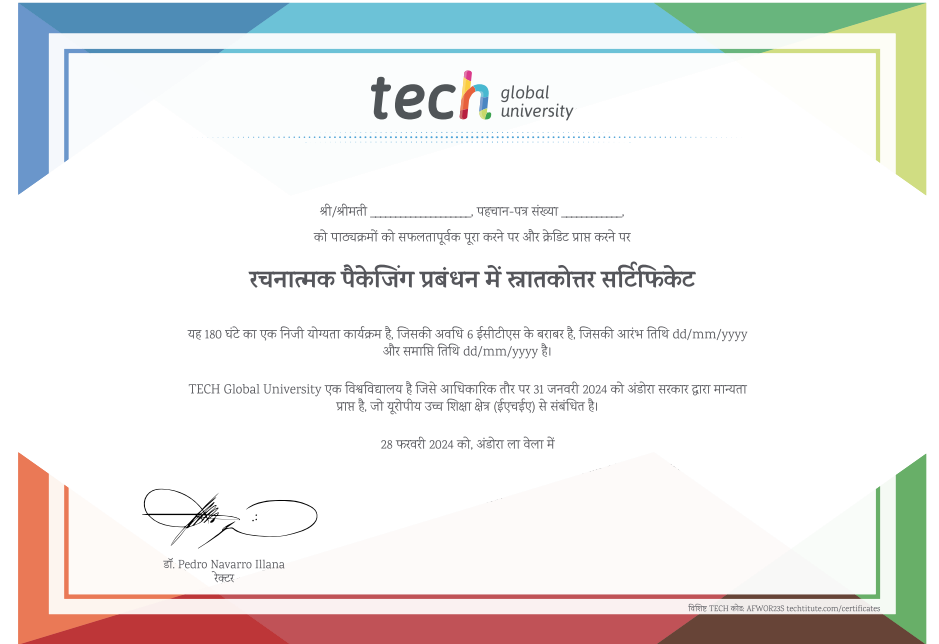 tech global university
श्री/श्रीमती ____________________, पहचान-पत्र संख्या ____________,
को पाठ्यक्रमों को सफलतापूर्वक पूरा करने पर और क्रेडिट प्राप्त करने पर
रचनात्मक पैकेजिंग प्रबंधन में स्नातकोत्तर सर्टिफिकेट
यह 180 घंटे का एक निजी योग्यता कार्यक्रम है, जिसकी अवधि 6 ईसीटीएस के बराबर है, जिसकी आरंभ तिथि dd/mm/yyyy
और समाप्ति तिथि dd/mm/yyyy है।
TECH Global University एक विश्वविद्यालय है जिसे आधिकारिक तौर पर 31 जनवरी 2024 को अंडोरा सरकार द्वारा मान्यता
प्राप्त है, जो यूरोपीय उच्च शिक्षा क्षेत्र (ईएचईए) से संबंधित है।
28 फरवरी 2024 को, अंडोरा ला वेला में
डॉ. Pedro Navarro Illana
रेक्टर
विशिष्ट TECH कोड: AFWOR23S techtitute.com/certificates